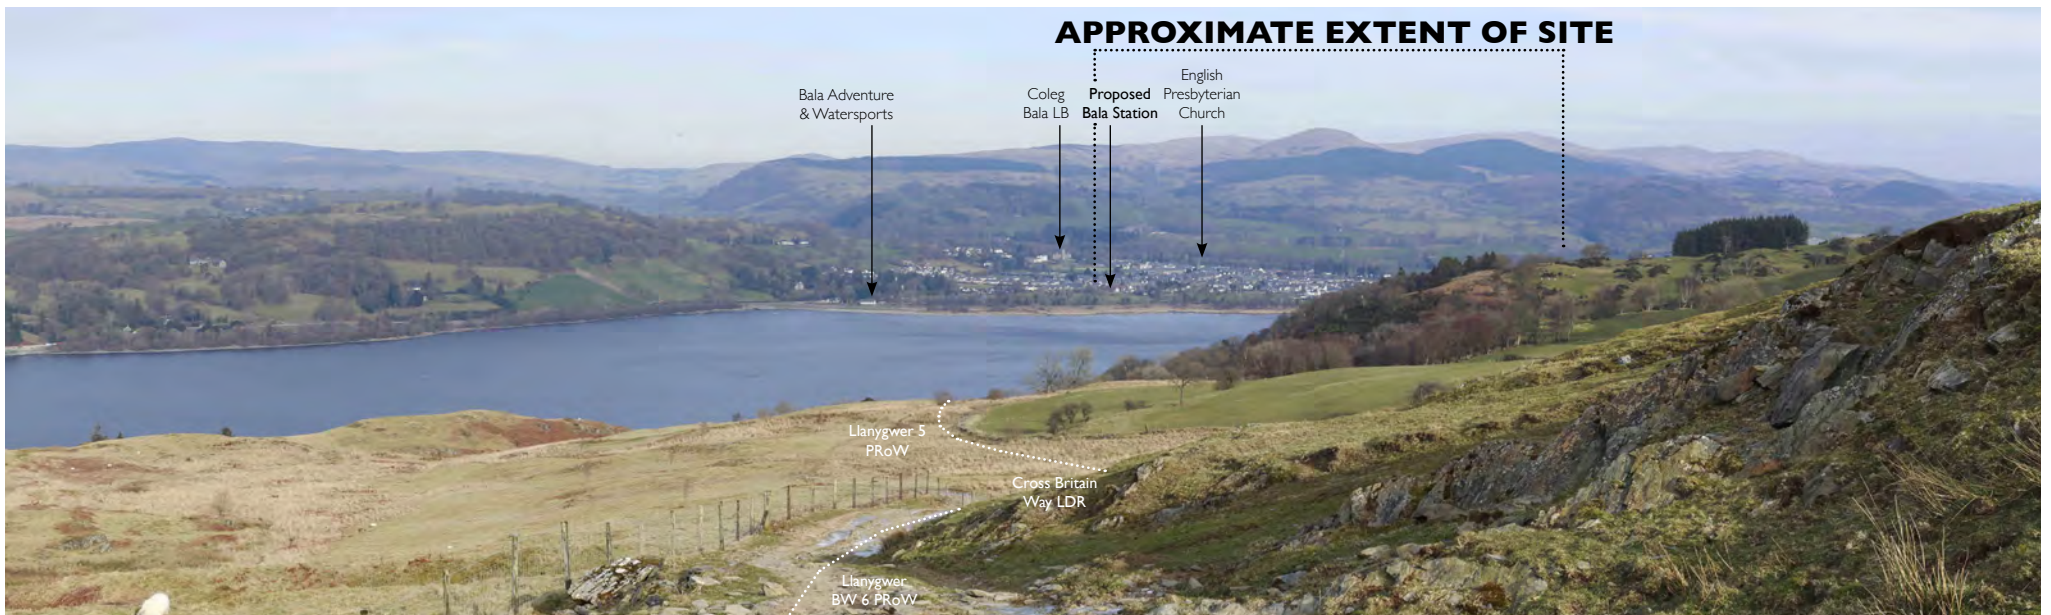 APPROXIMATE EXTENT OF SITE
Bala Adventure
& Watersports
Coleg
Bala LB
Proposed
Bala Station
English
Presbyterian
Church
Llanygwer 5
PRoW
Cross Britain
Way LDR
Llanygwer
BW 6 PRoW